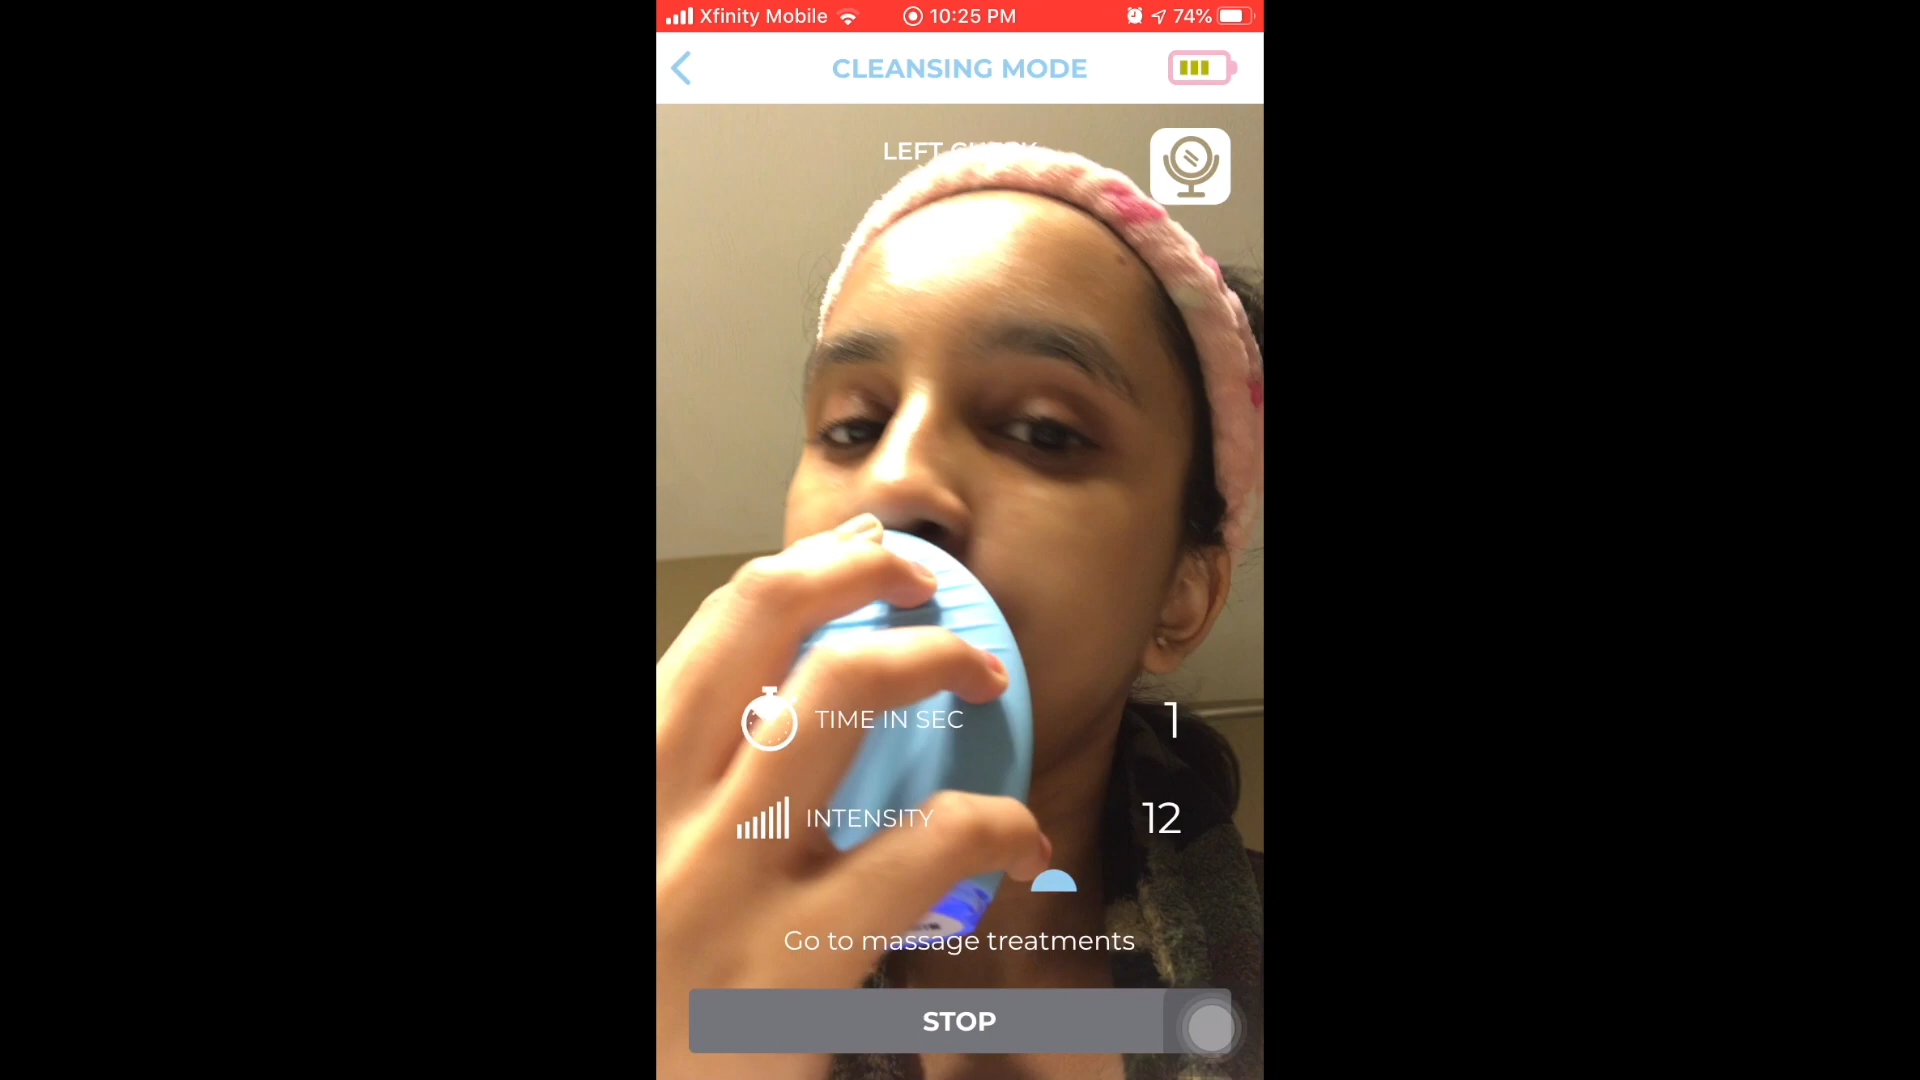 Xfinity Mobile 10:25 PM 74%
CLEANSING MODE
LEFT CHEEK
TIME IN SEC 1
INTENSITY 12
Go to massage treatments
STOP